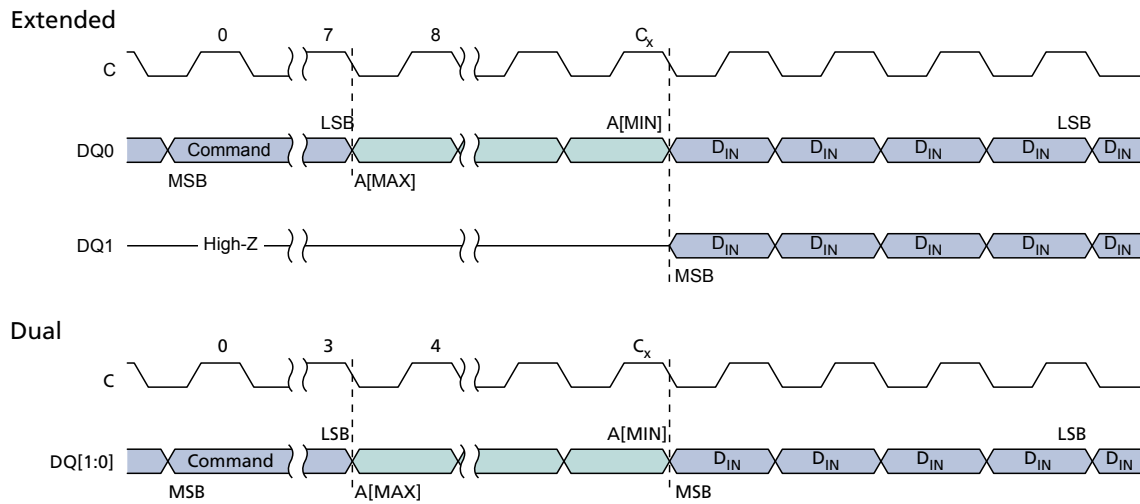 Extended
0 7 8 Cx
C
LSB A[MIN] LSB
DQ0 Command DIN DIN DIN DIN DIN
MSB A[MAX]
DQ1 High-Z DIN DIN DIN DIN DIN
MSB
Dual
0 3 4 Cx
C
LSB A[MIN] LSB
DQ[1:0] Command DIN DIN DIN DIN DIN
MSB A[MAX] MSB